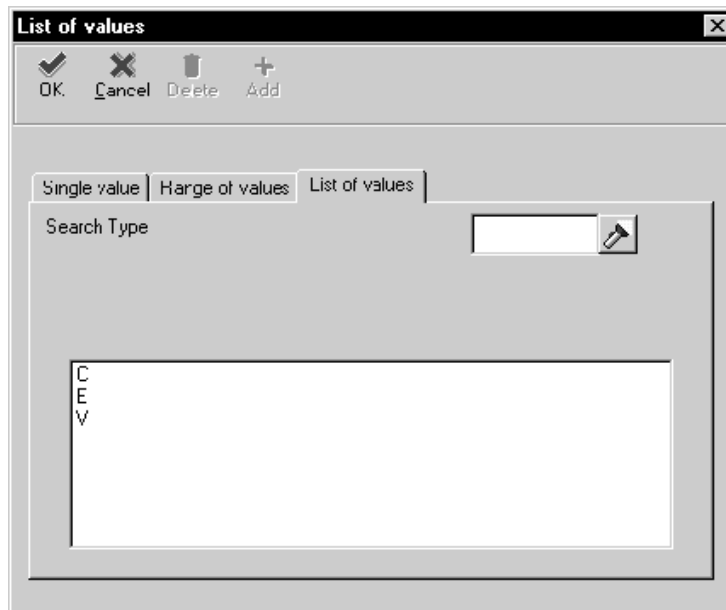 List of values
OK
Cancel Delete Add
Single value Range of values List of values
Search Type
C
E
V